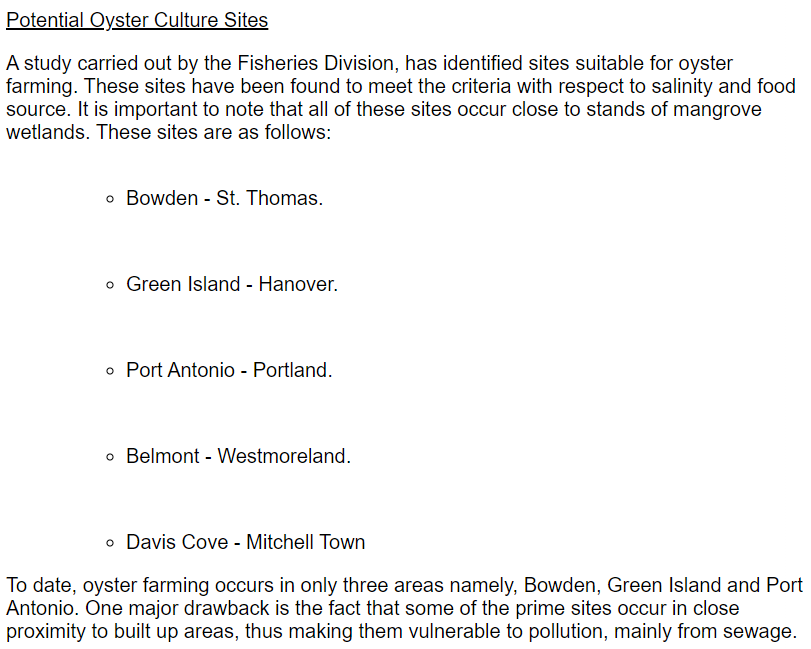 Potential Oyster Culture Sites
A study carried out by the Fisheries Division, has identified sites suitable for oyster
farming. These sites have been found to meet the criteria with respect to salinity and food
source. It is important to note that all of these sites occur close to stands of mangrove
wetlands. These sites are as follows:
Bowden - St. Thomas.
Green Island - Hanover.
Port Antonio - Portland.
Belmont - Westmoreland.
Davis Cove - Mitchell Town
To date, oyster farming occurs in only three areas namely, Bowden, Green Island and Port
Antonio. One major drawback is the fact that some of the prime sites occur in close
proximity to built up areas, thus making them vulnerable to pollution, mainly from sewage.